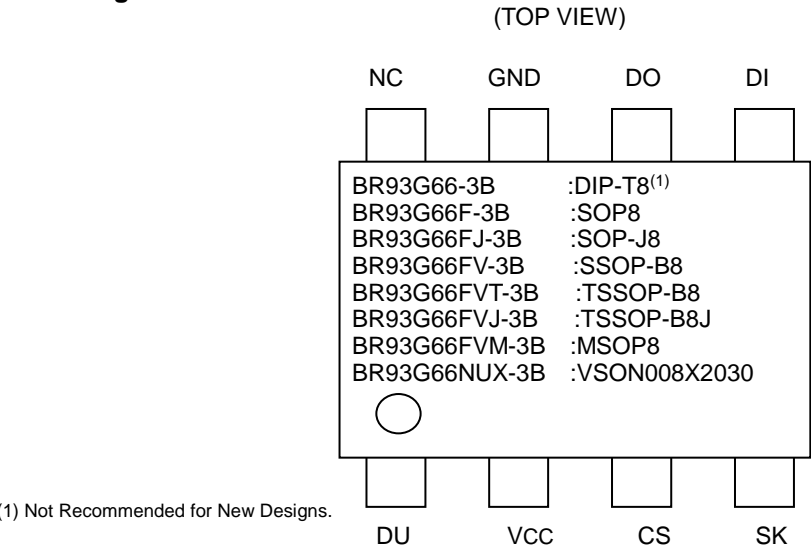 (TOP VIEW)
NC GND DO DI
BR93G66-3B :DIP-T8(1)
BR93G66F-3B :SOP8
BR93G66FJ-3B :SOP-J8
BR93G66FV-3B :SSOP-B8
BR93G66FVT-3B :TSSOP-B8
BR93G66FVJ-3B :TSSOP-B8J
BR93G66FVM-3B :MSOP8
BR93G66NUX-3B :VSON008X2030
(1) Not Recommended for New Designs.
DU VCC CS SK